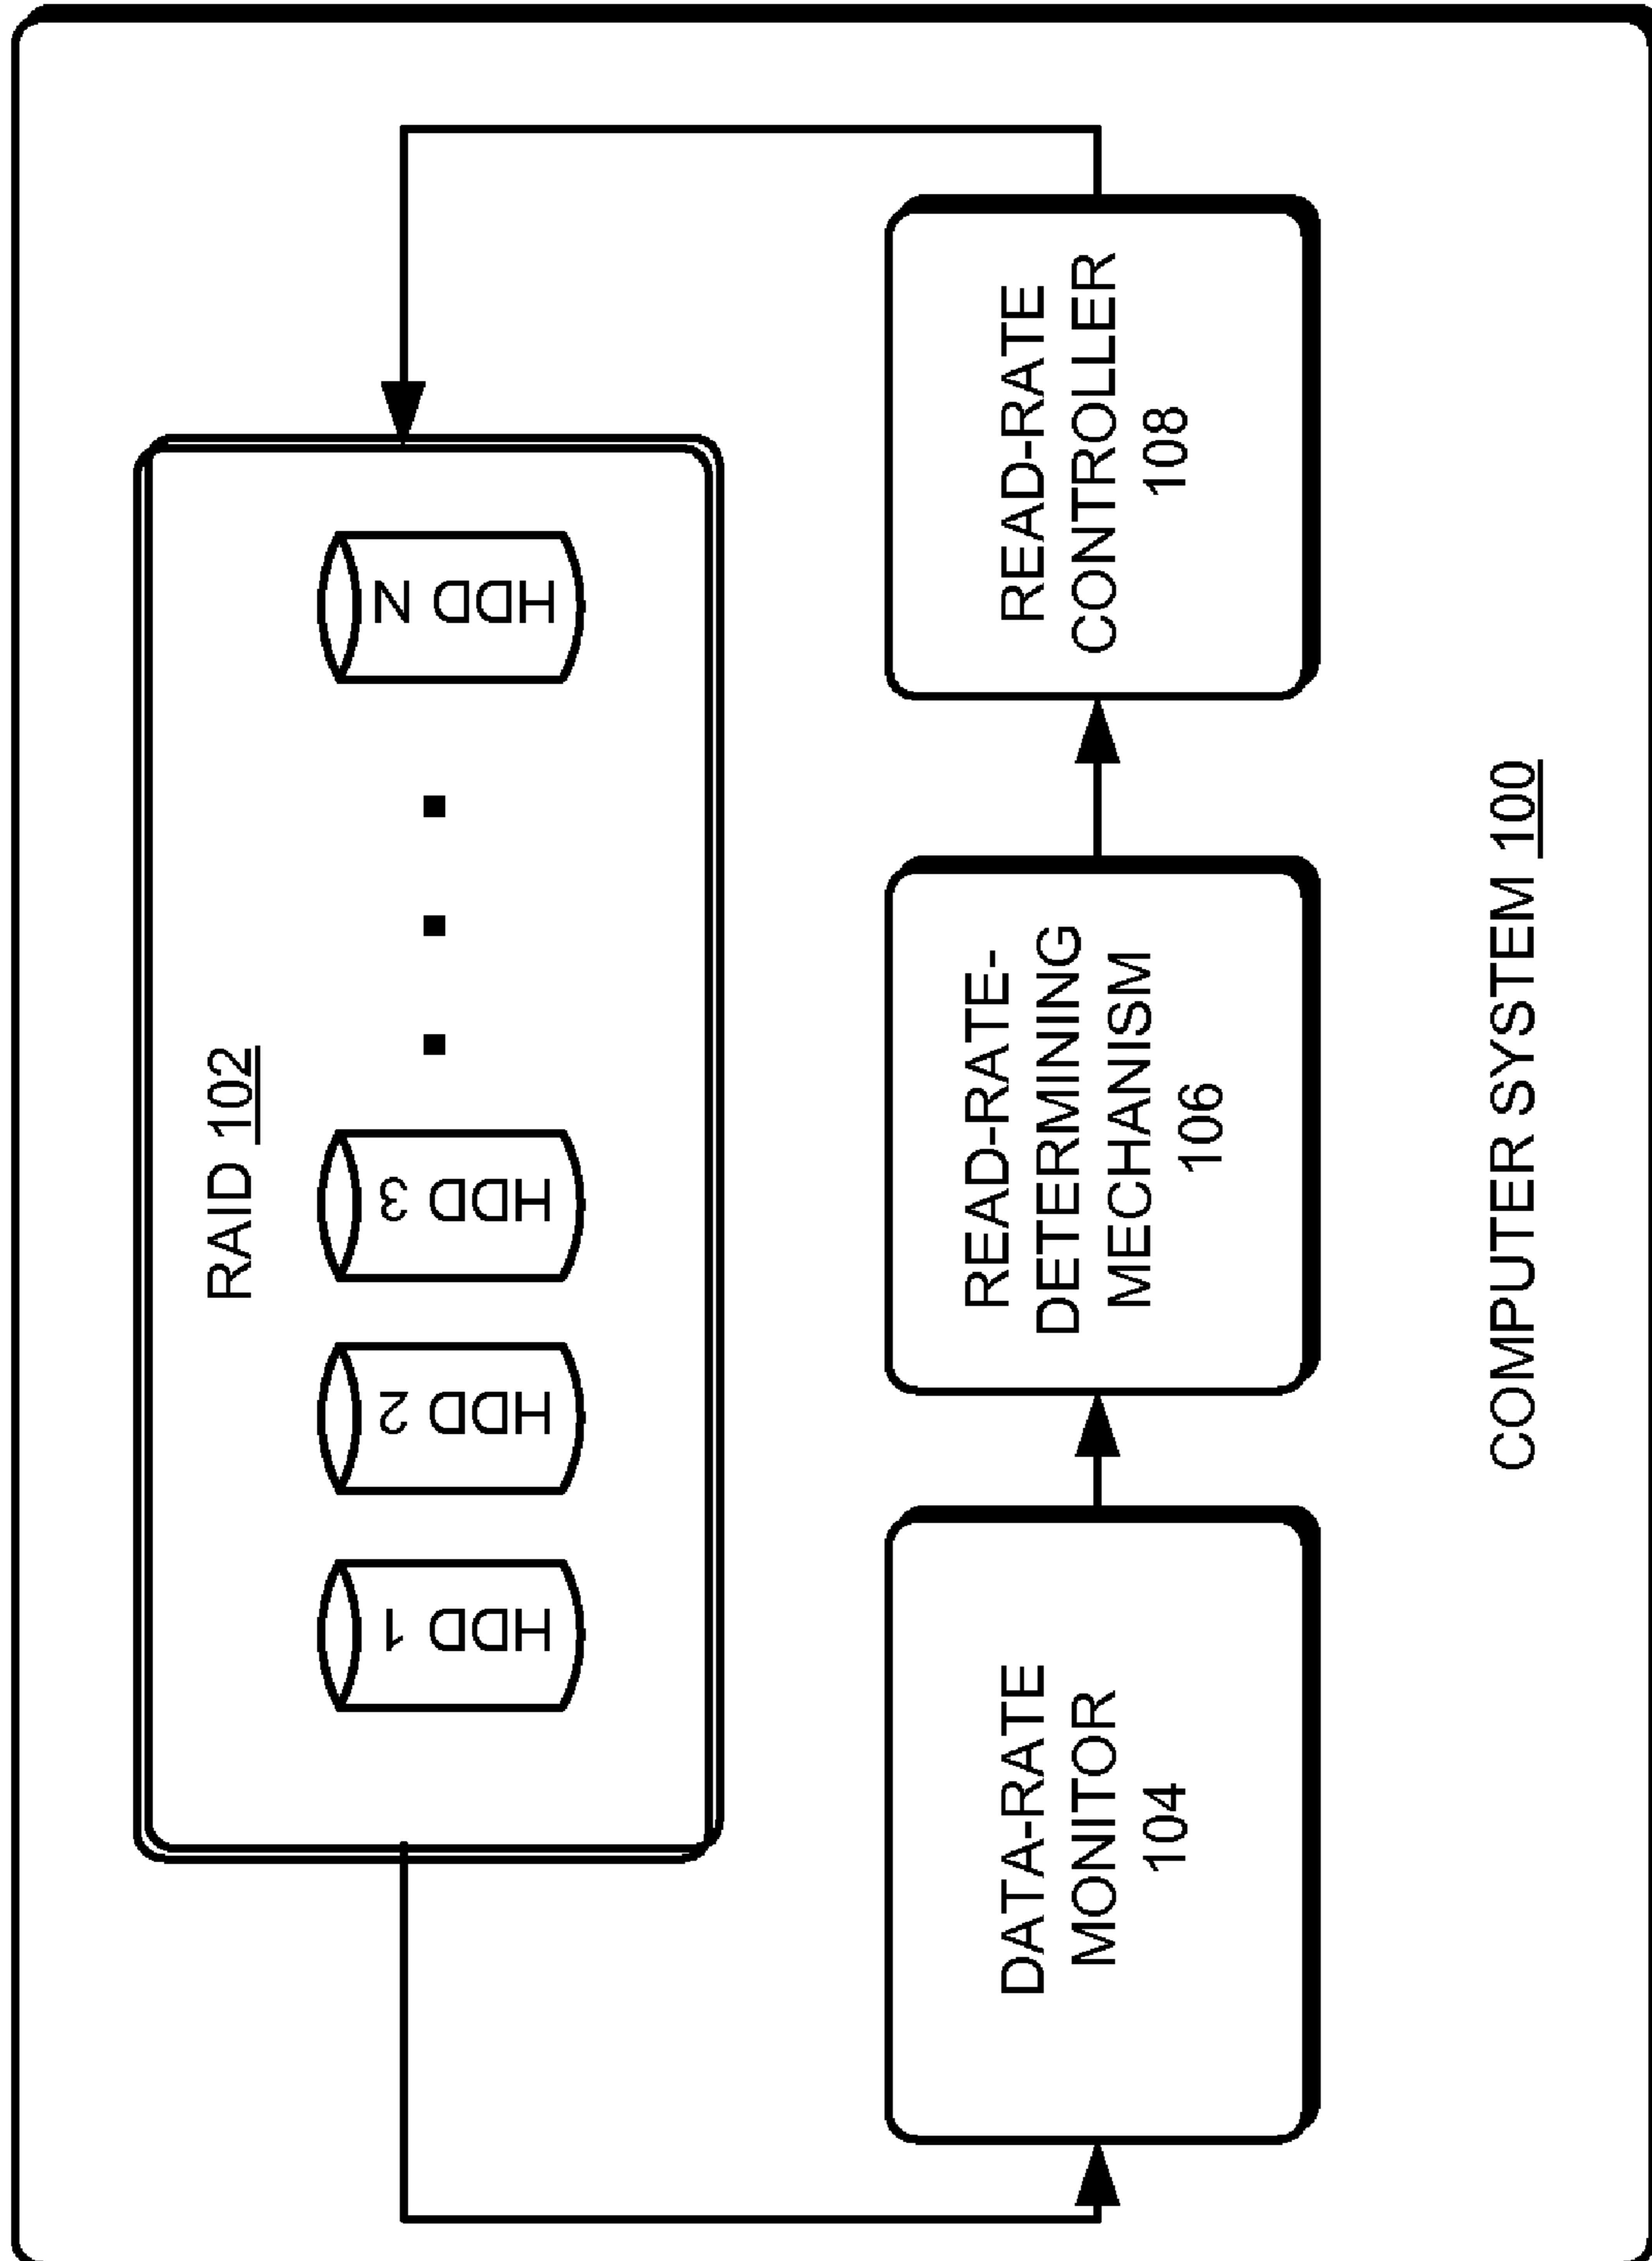 RAID 102
HDD 1
HDD 2
HDD 3
HDD N
DATA-RATE
MONITOR
104
READ-RATE-
DETERMINING
MECHANISM
106
READ-RATE
CONTROLLER
108
COMPUTER SYSTEM 100